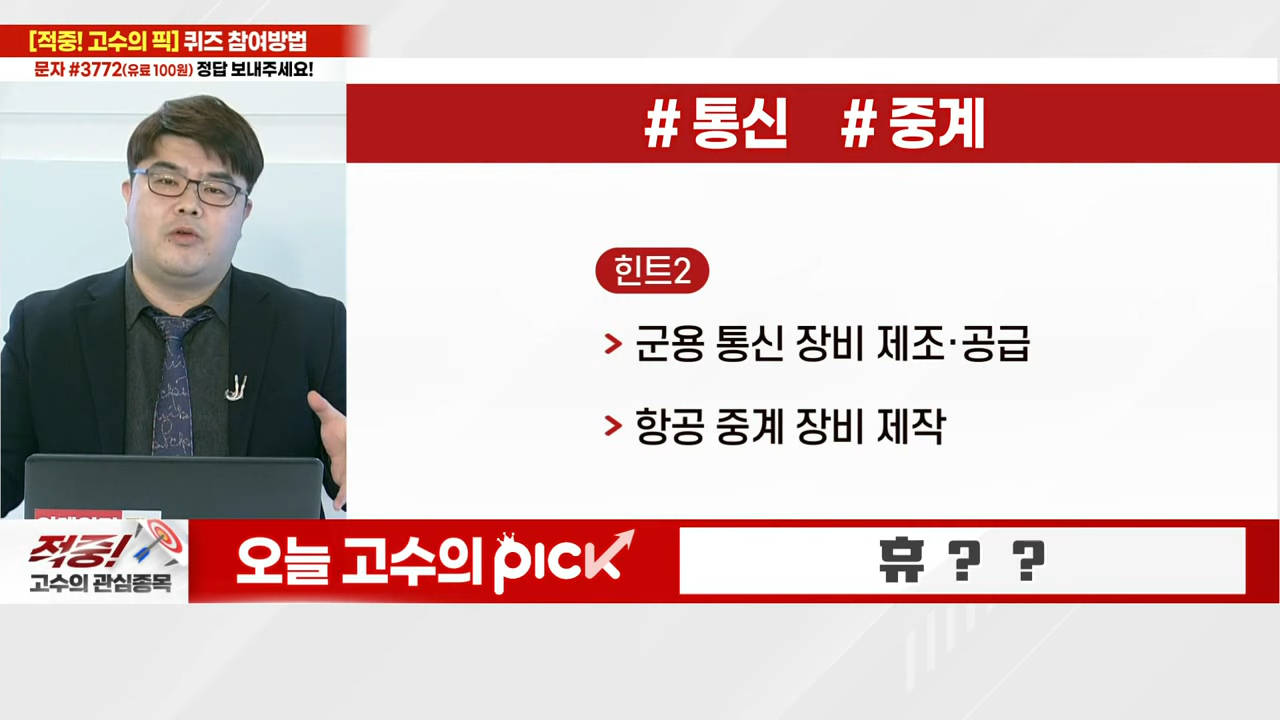 [적중! 고수의 픽] 퀴즈 참여방법
문자 #3772(유료 100원) 정답 보내주세요!
# 통신 # 중계
힌트2
> 군용 통신 장비 제조·공급
> 항공 중계 장비 제작
적중!
고수의 관심종목
오늘 고수의 PICK
휴 ? ?